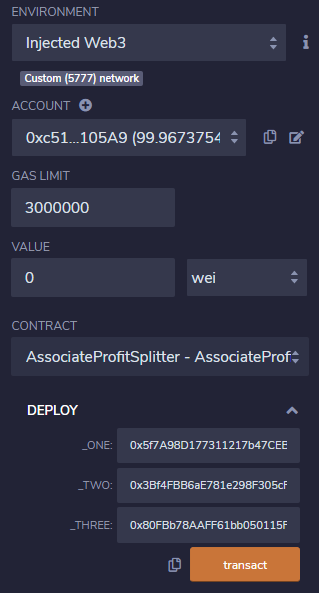 ENVIRONMENT
Injected Web3
Custom (5777) network
ACCOUNT
0xc51...105A9 (99.9673754
GAS LIMIT
3000000
VALUE
0 wei
CONTRACT
AssociateProfitSplitter - AssociateProf
DEPLOY
_ONE: 0x5f7A98D177311217b47CEE
_TWO: 0x3Bf4FBB6aE781e298F305cF
_THREE: 0x80FBb78AAFF61bb050115F
transact